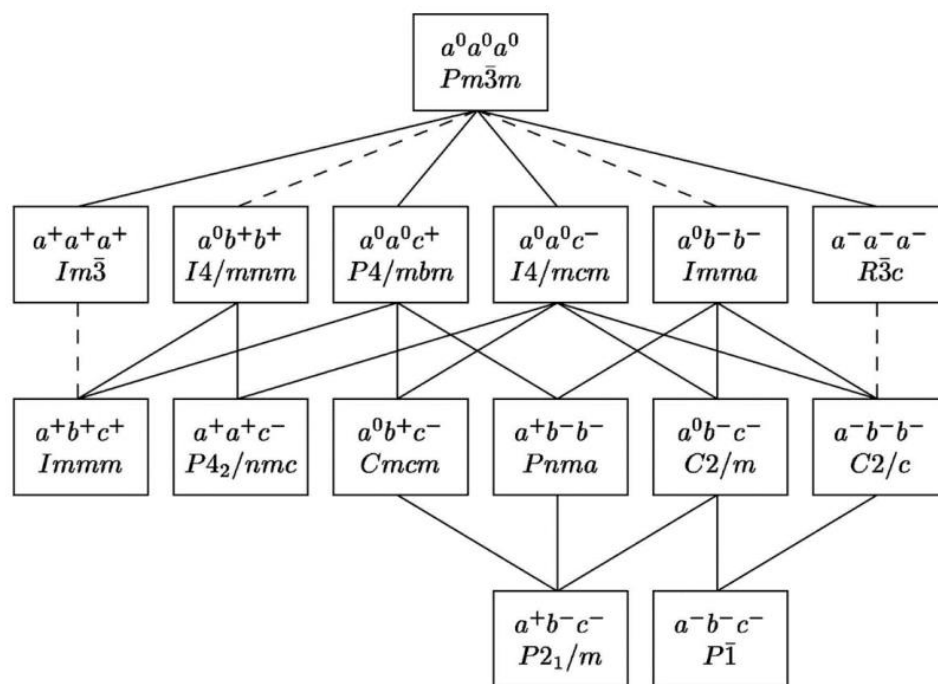 a⁰a⁰a⁰
Pm3̄m
a⁺a⁺a⁺
Im3̄
a⁰b⁺b⁺
I4/mmm
a⁰a⁰c⁺
P4/mbm
a⁰a⁰c⁻
I4/mcm
a⁰b⁻b⁻
Imma
a⁻a⁻a⁻
R3̄c
a⁺b⁺c⁺
Immm
a⁺a⁺c⁻
P4₂/nmc
a⁰b⁺c⁻
Cmcm
a⁺b⁻b⁻
Pnma
a⁰b⁻c⁻
C2/m
a⁻b⁻b⁻
C2/c
a⁺b⁻c⁻
P2₁/m
a⁻b⁻c⁻
P1̄